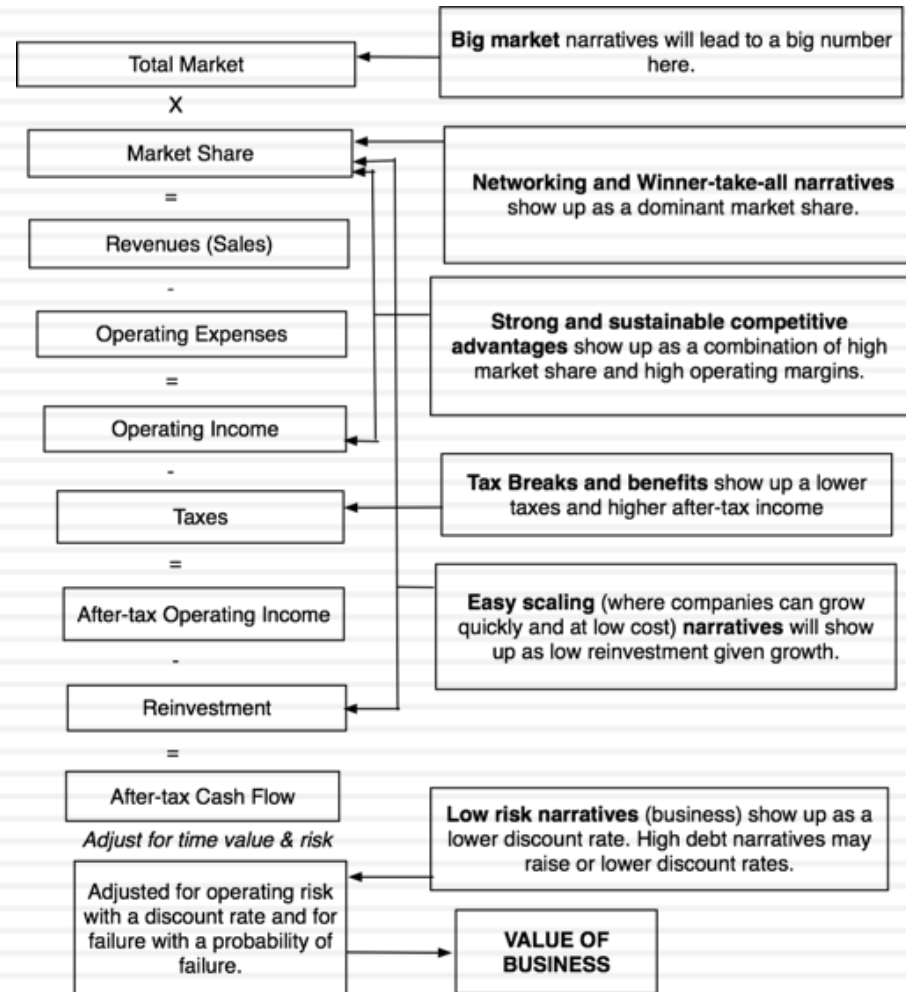 Big market narratives will lead to a big number
here.
Total Market
X
Market Share
Networking and Winner-take-all narratives
show up as a dominant market share.
=
Revenues (Sales)
-
Operating Expenses
Strong and sustainable competitive
advantages show up as a combination of high
market share and high operating margins.
=
Operating Income
-
Taxes
Tax Breaks and benefits show up a lower
taxes and higher after-tax income
=
After-tax Operating Income
Easy scaling (where companies can grow
quickly and at low cost) narratives will show
up as low reinvestment given growth.
-
Reinvestment
=
After-tax Cash Flow
Adjust for time value & risk
Low risk narratives (business) show up as a
lower discount rate. High debt narratives may
raise or lower discount rates.
Adjusted for operating risk
with a discount rate and for
failure with a probability of
failure.
VALUE OF
BUSINESS